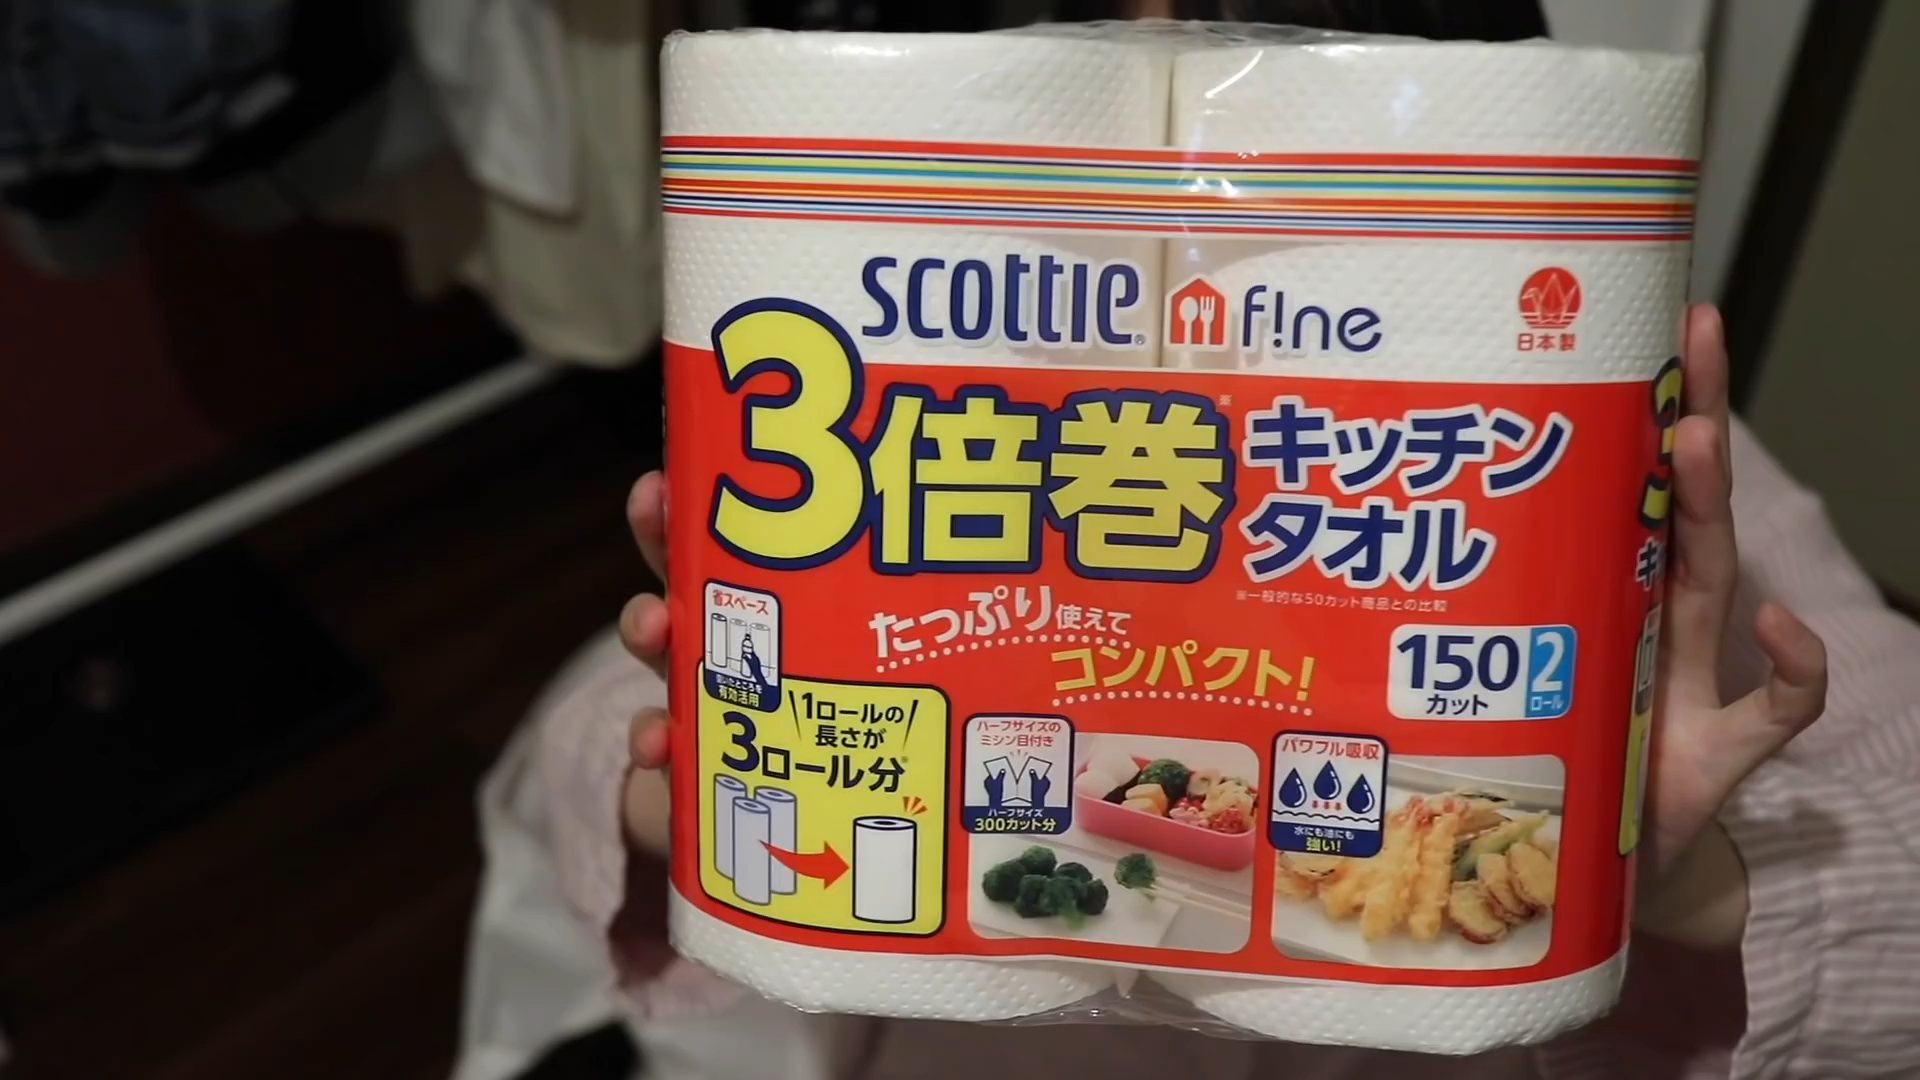 scottie® f!ne
日本製
3倍巻※
キッチン
タオル
※一般的な50カット商品との比較
たっぷり使えて
コンパクト!
150カット
2ロール
省スペース
空いたところを
有効活用
1ロールの
長さが
3ロール分※
ハーフサイズの
ミシン目付き
ハーフサイズ
300カット分
パワフル吸収
水にも油にも
強い!
3
キ